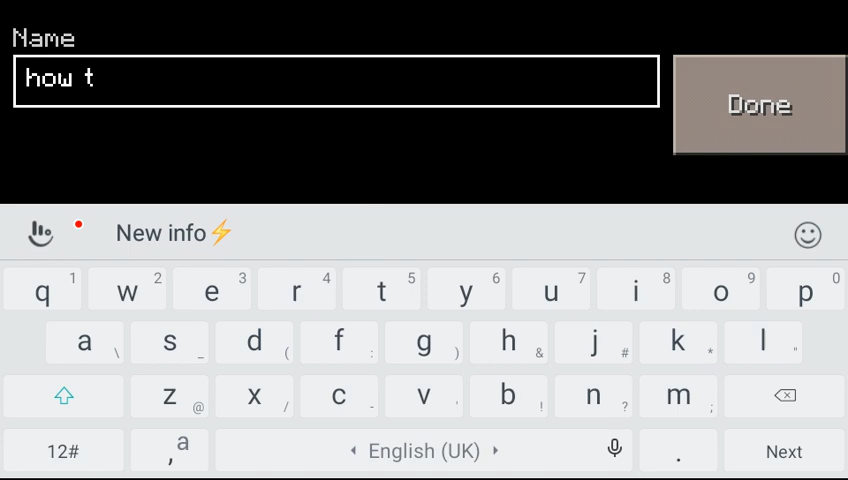 Name
how t
Done
New info⚡
q 1 w 2 e 3 r 4 t 5 y 6 u 7 i 8 o 9 p 0
a \ s _ d ( f : g ) h & j # k * l "
z @ x / c - v ' b ! n ? m ;
12# , a English (UK) . Next